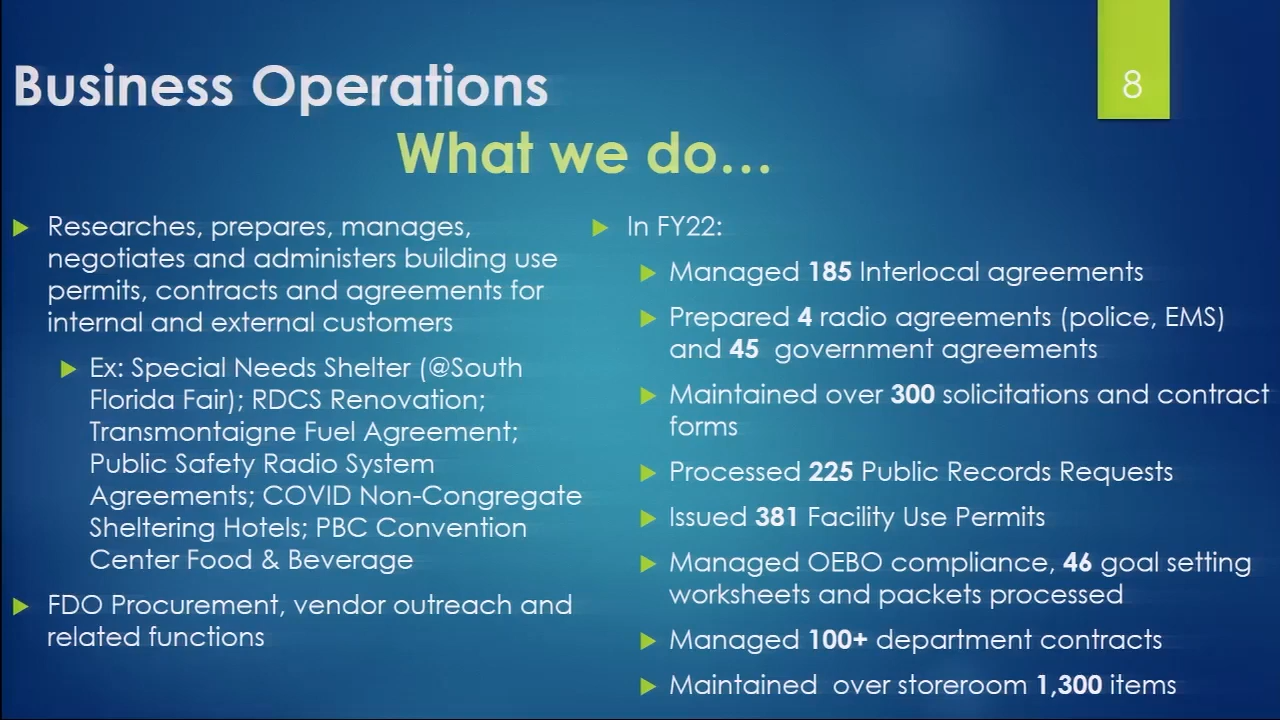 Business Operations
8
What we do...
Researches, prepares, manages,
negotiates and administers building use
permits, contracts and agreements for
internal and external customers
Ex: Special Needs Shelter (@South
Florida Fair); RDCS Renovation;
Transmontaigne Fuel Agreement;
Public Safety Radio System
Agreements; COVID Non-Congregate
Sheltering Hotels; PBC Convention
Center Food & Beverage
FDO Procurement, vendor outreach and
related functions
In FY22:
Managed 185 Interlocal agreements
Prepared 4 radio agreements (police, EMS)
and 45 government agreements
Maintained over 300 solicitations and contract
forms
Processed 225 Public Records Requests
Issued 381 Facility Use Permits
Managed OEBO compliance, 46 goal setting
worksheets and packets processed
Managed 100+ department contracts
Maintained over storeroom 1,300 items